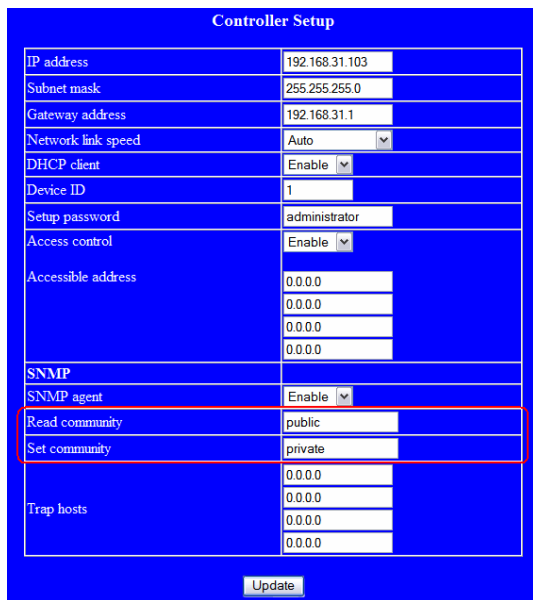 Controller Setup
IP address 192.168.31.103
Subnet mask 255.255.255.0
Gateway address 192.168.31.1
Network link speed Auto
DHCP client Enable
Device ID 1
Setup password administrator
Access control Enable
Accessible address 0.0.0.0
0.0.0.0
0.0.0.0
0.0.0.0
SNMP
SNMP agent Enable
Read community public
Set community private
Trap hosts 0.0.0.0
0.0.0.0
0.0.0.0
0.0.0.0
Update